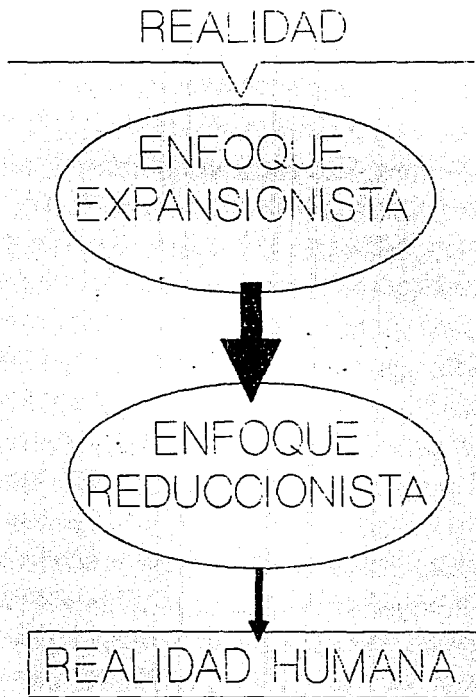 REALIDAD
ENFOQUE
EXPANSIONISTA
ENFOQUE
REDUCCIONISTA
REALIDAD HUMANA